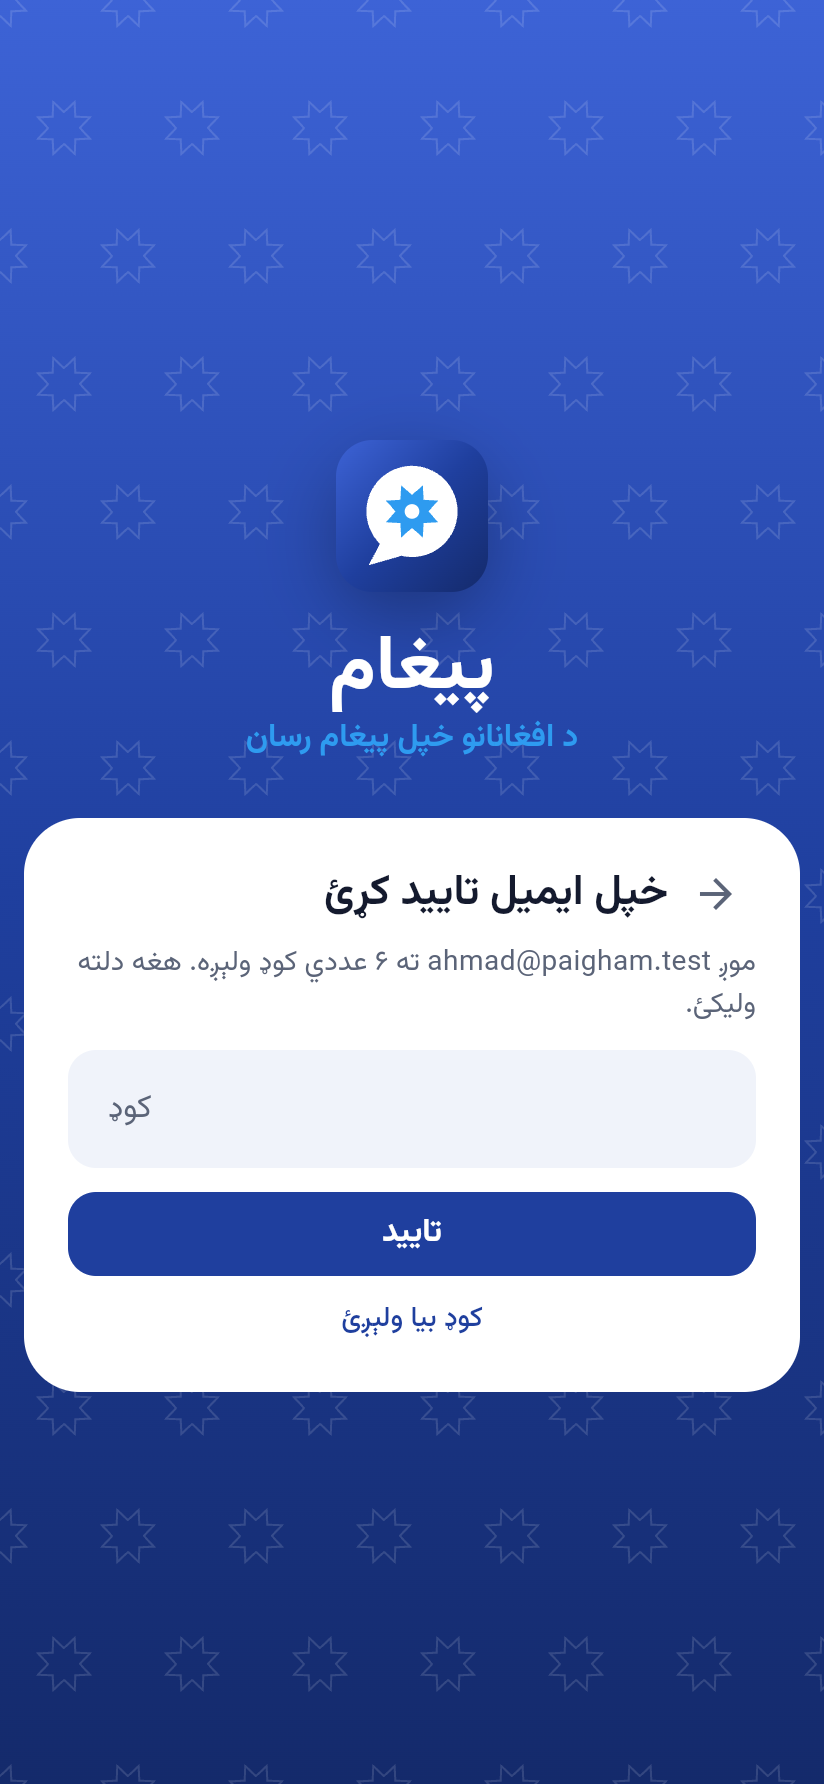 پیغام
د افغانانو خپل پیغام رسان
خپل ایمیل تایید کړئ
موږ ahmad@paigham.test ته ۶ عددي کوډ ولېږه. هغه دلته
ولیکئ.
کوډ
تایید
کوډ بیا ولېږئ